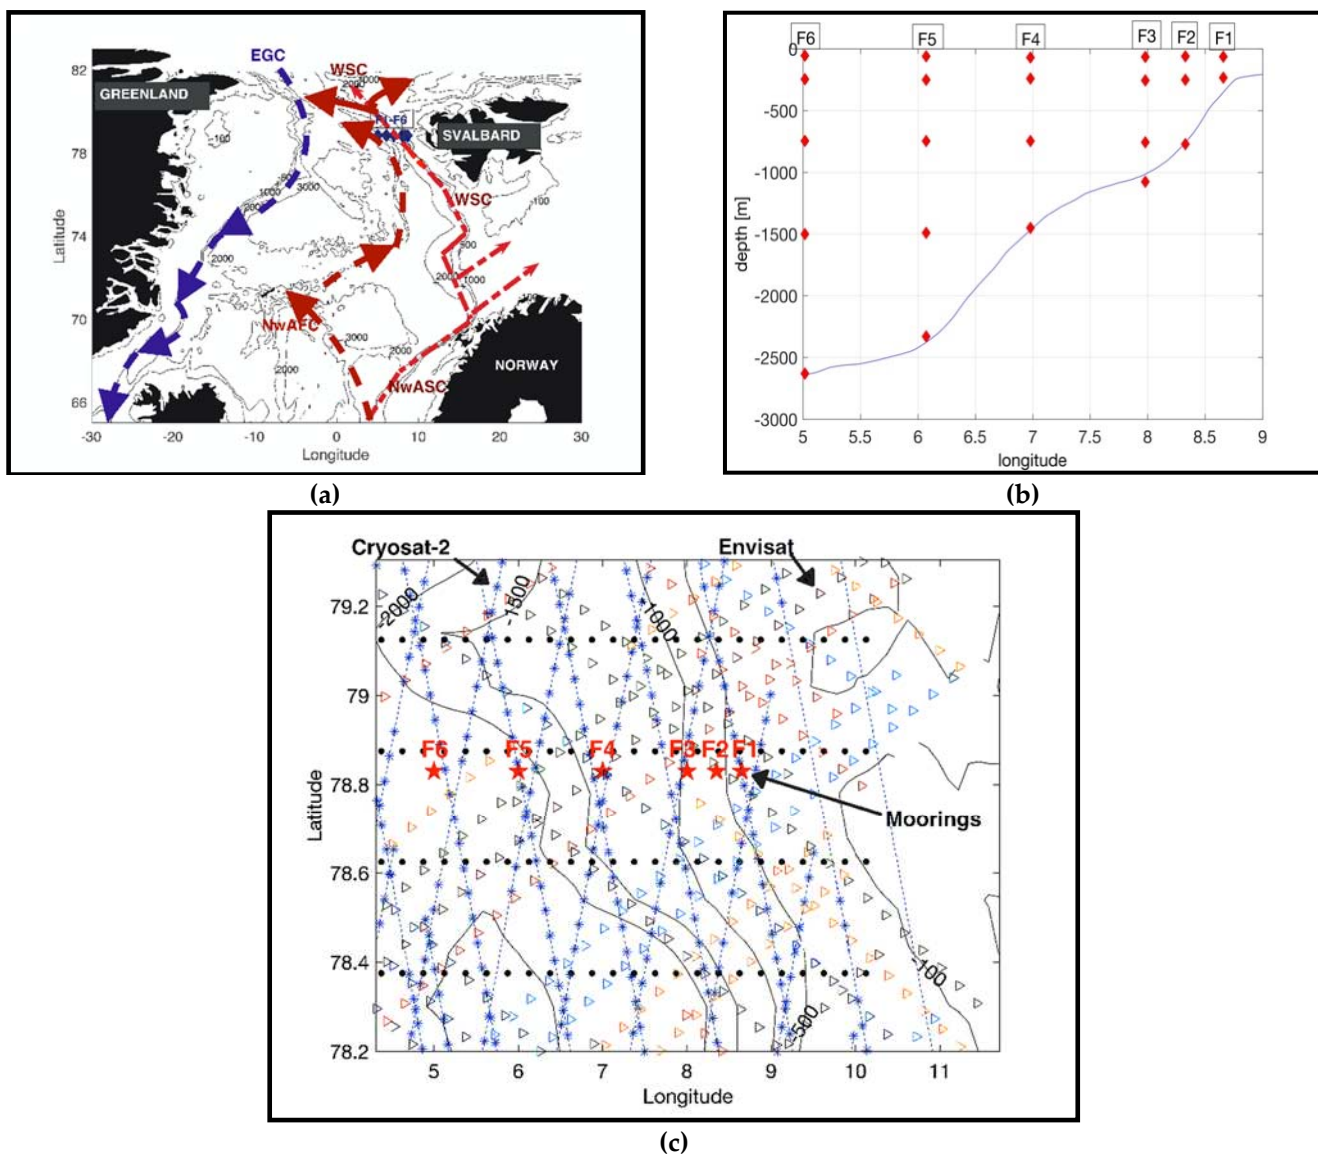 EGC
WSC
82
GREENLAND
F1-F6
SVALBARD
78
WSC
74
Latitude
70
NwAFC
NORWAY
NwASC
66
-30 -20 -10 0 10 20 30
Longitude
(a)
F6 F5 F4 F3 F2 F1
0
-500
-1000
-1500
-2000
-2500
-3000
depth [m]
5 5.5 6 6.5 7 7.5 8 8.5 9
longitude
(b)
Cryosat-2 Envisat
-2000 -1500 -1000
79.2
79
F6 F5 F4 F3 F2 F1
78.8
Moorings
Latitude
78.6
78.4
-100
-500
78.2
5 6 7 8 9 10 11
Longitude
(c)